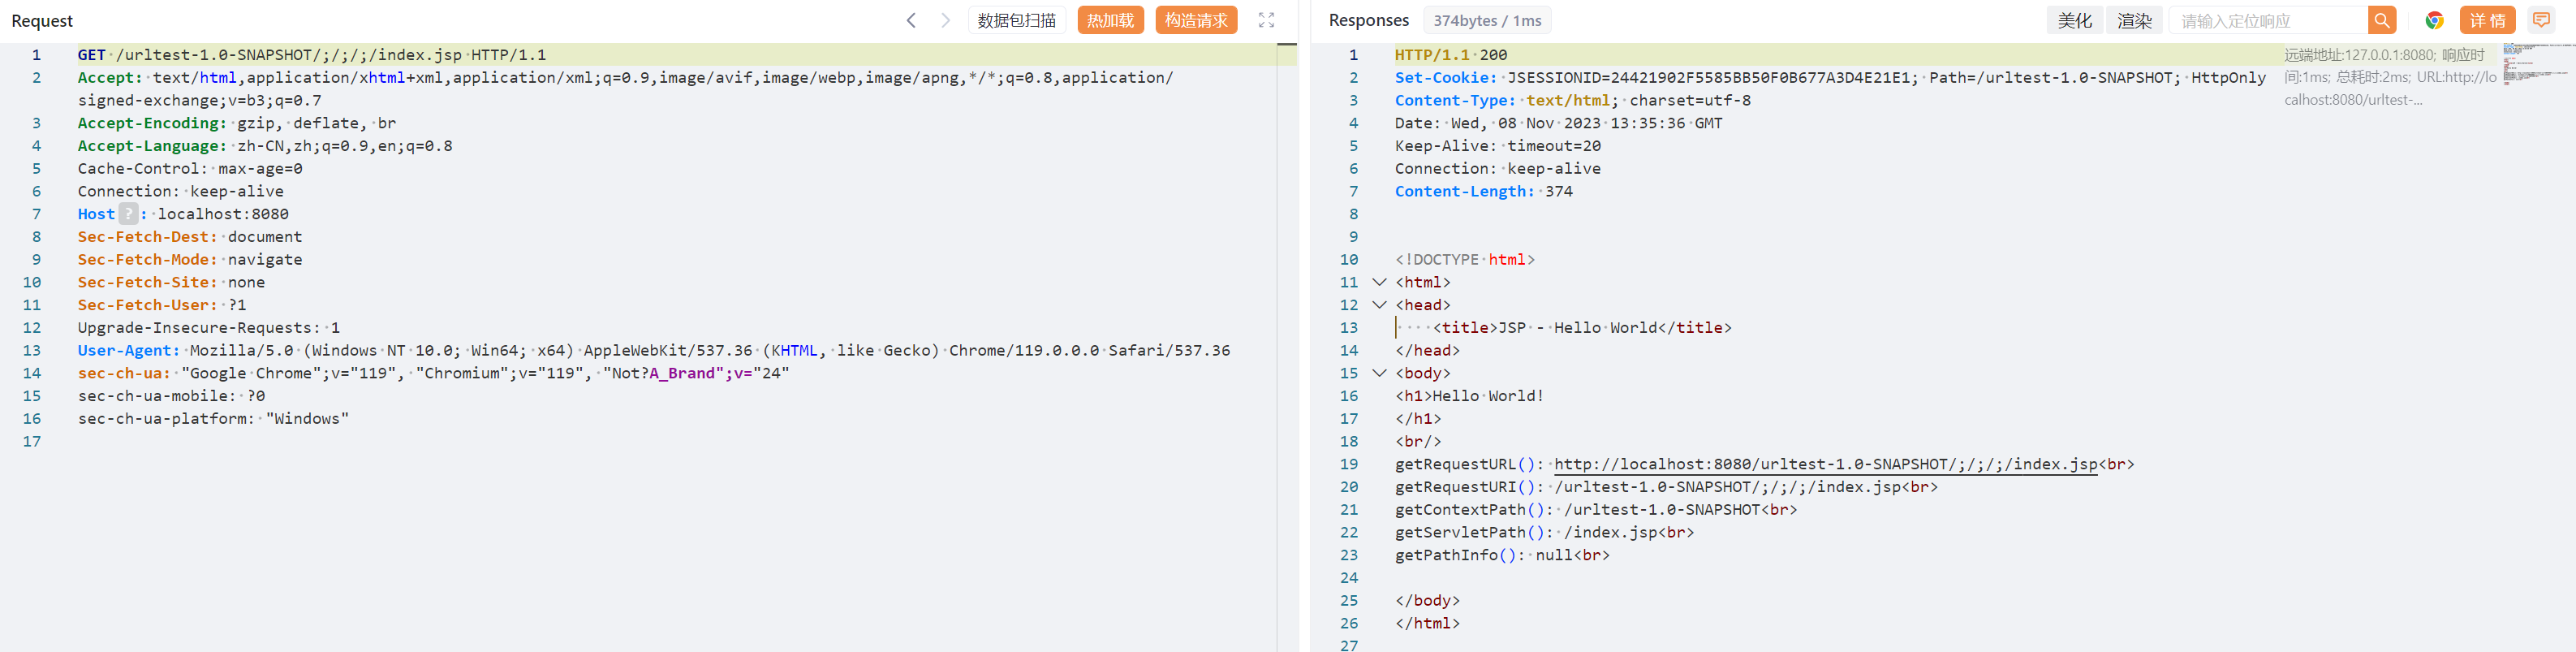 Request
数据包扫描 热加载 构造请求
1 GET /urltest-1.0-SNAPSHOT/;/;/;/index.jsp HTTP/1.1
2 Accept: text/html,application/xhtml+xml,application/xml;q=0.9,image/avif,image/webp,image/apng,*/*;q=0.8,application/
signed-exchange;v=b3;q=0.7
3 Accept-Encoding: gzip, deflate, br
4 Accept-Language: zh-CN,zh;q=0.9,en;q=0.8
5 Cache-Control: max-age=0
6 Connection: keep-alive
7 Host ? : localhost:8080
8 Sec-Fetch-Dest: document
9 Sec-Fetch-Mode: navigate
10 Sec-Fetch-Site: none
11 Sec-Fetch-User: ?1
12 Upgrade-Insecure-Requests: 1
13 User-Agent: Mozilla/5.0 (Windows NT 10.0; Win64; x64) AppleWebKit/537.36 (KHTML, like Gecko) Chrome/119.0.0.0 Safari/537.36
14 sec-ch-ua: "Google Chrome";v="119", "Chromium";v="119", "Not?A_Brand";v="24"
15 sec-ch-ua-mobile: ?0
16 sec-ch-ua-platform: "Windows"
17
Responses 374bytes / 1ms
美化 渲染 请输入定位响应 详情
1 HTTP/1.1 200
2 Set-Cookie: JSESSIONID=24421902F5585BB50F0B677A3D4E21E1; Path=/urltest-1.0-SNAPSHOT; HttpOnly
3 Content-Type: text/html; charset=utf-8
4 Date: Wed, 08 Nov 2023 13:35:36 GMT
5 Keep-Alive: timeout=20
6 Connection: keep-alive
7 Content-Length: 374
8
9
10 <!DOCTYPE html>
11 <html>
12 <head>
13     <title>JSP - Hello World</title>
14 </head>
15 <body>
16 <h1>Hello World!
17 </h1>
18 <br/>
19 getRequestURL(): http://localhost:8080/urltest-1.0-SNAPSHOT/;/;/;/index.jsp<br>
20 getRequestURI(): /urltest-1.0-SNAPSHOT/;/;/;/index.jsp<br>
21 getContextPath(): /urltest-1.0-SNAPSHOT<br>
22 getServletPath(): /index.jsp<br>
23 getPathInfo(): null<br>
24
25 </body>
26 </html>
27
远端地址:127.0.0.1:8080; 响应时
间:1ms; 总耗时:2ms; URL:http://lo
calhost:8080/urltest-...